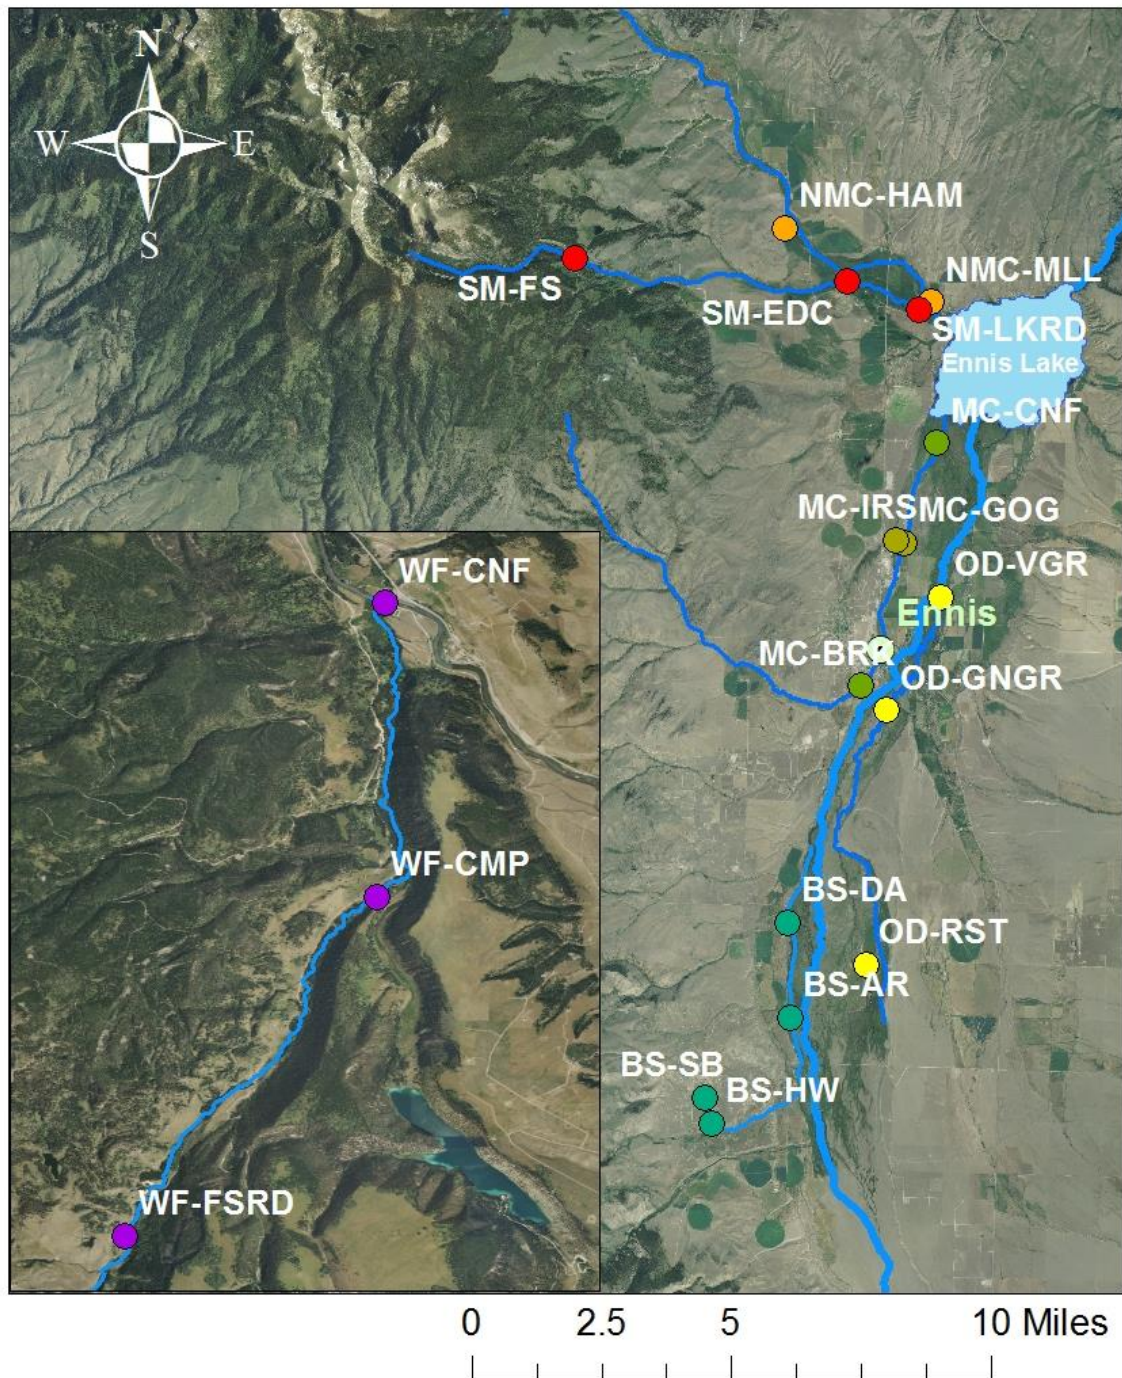 N
W E
S
NMC-HAM
NMC-MLL
SM-FS
SM-EDC
SM-LKRD
Ennis Lake
MC-CNF
MC-IRS MC-GOG
OD-VGR
Ennis
MC-BRR
OD-GNGR
WF-CNF
WF-CMP
BS-DA
OD-RST
BS-AR
BS-SB
BS-HW
WF-FSRD
0 2.5 5 10 Miles